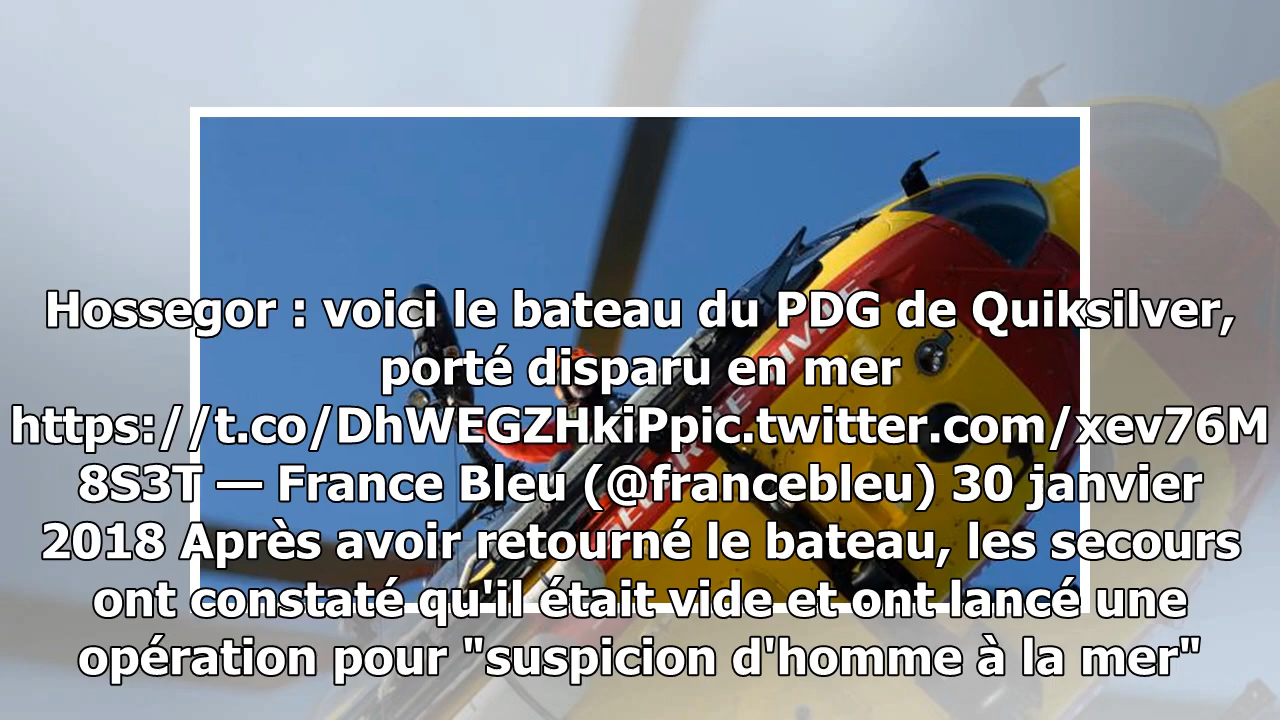 Hossegor : voici le bateau du PDG de Quiksilver,
porté disparu en mer
https://t.co/DhWEGZHkiPpic.twitter.com/xev76M
8S3T — France Bleu (@francebleu) 30 janvier
2018 Après avoir retourné le bateau, les secours
ont constaté qu'il était vide et ont lancé une
opération pour "suspicion d'homme à la mer"